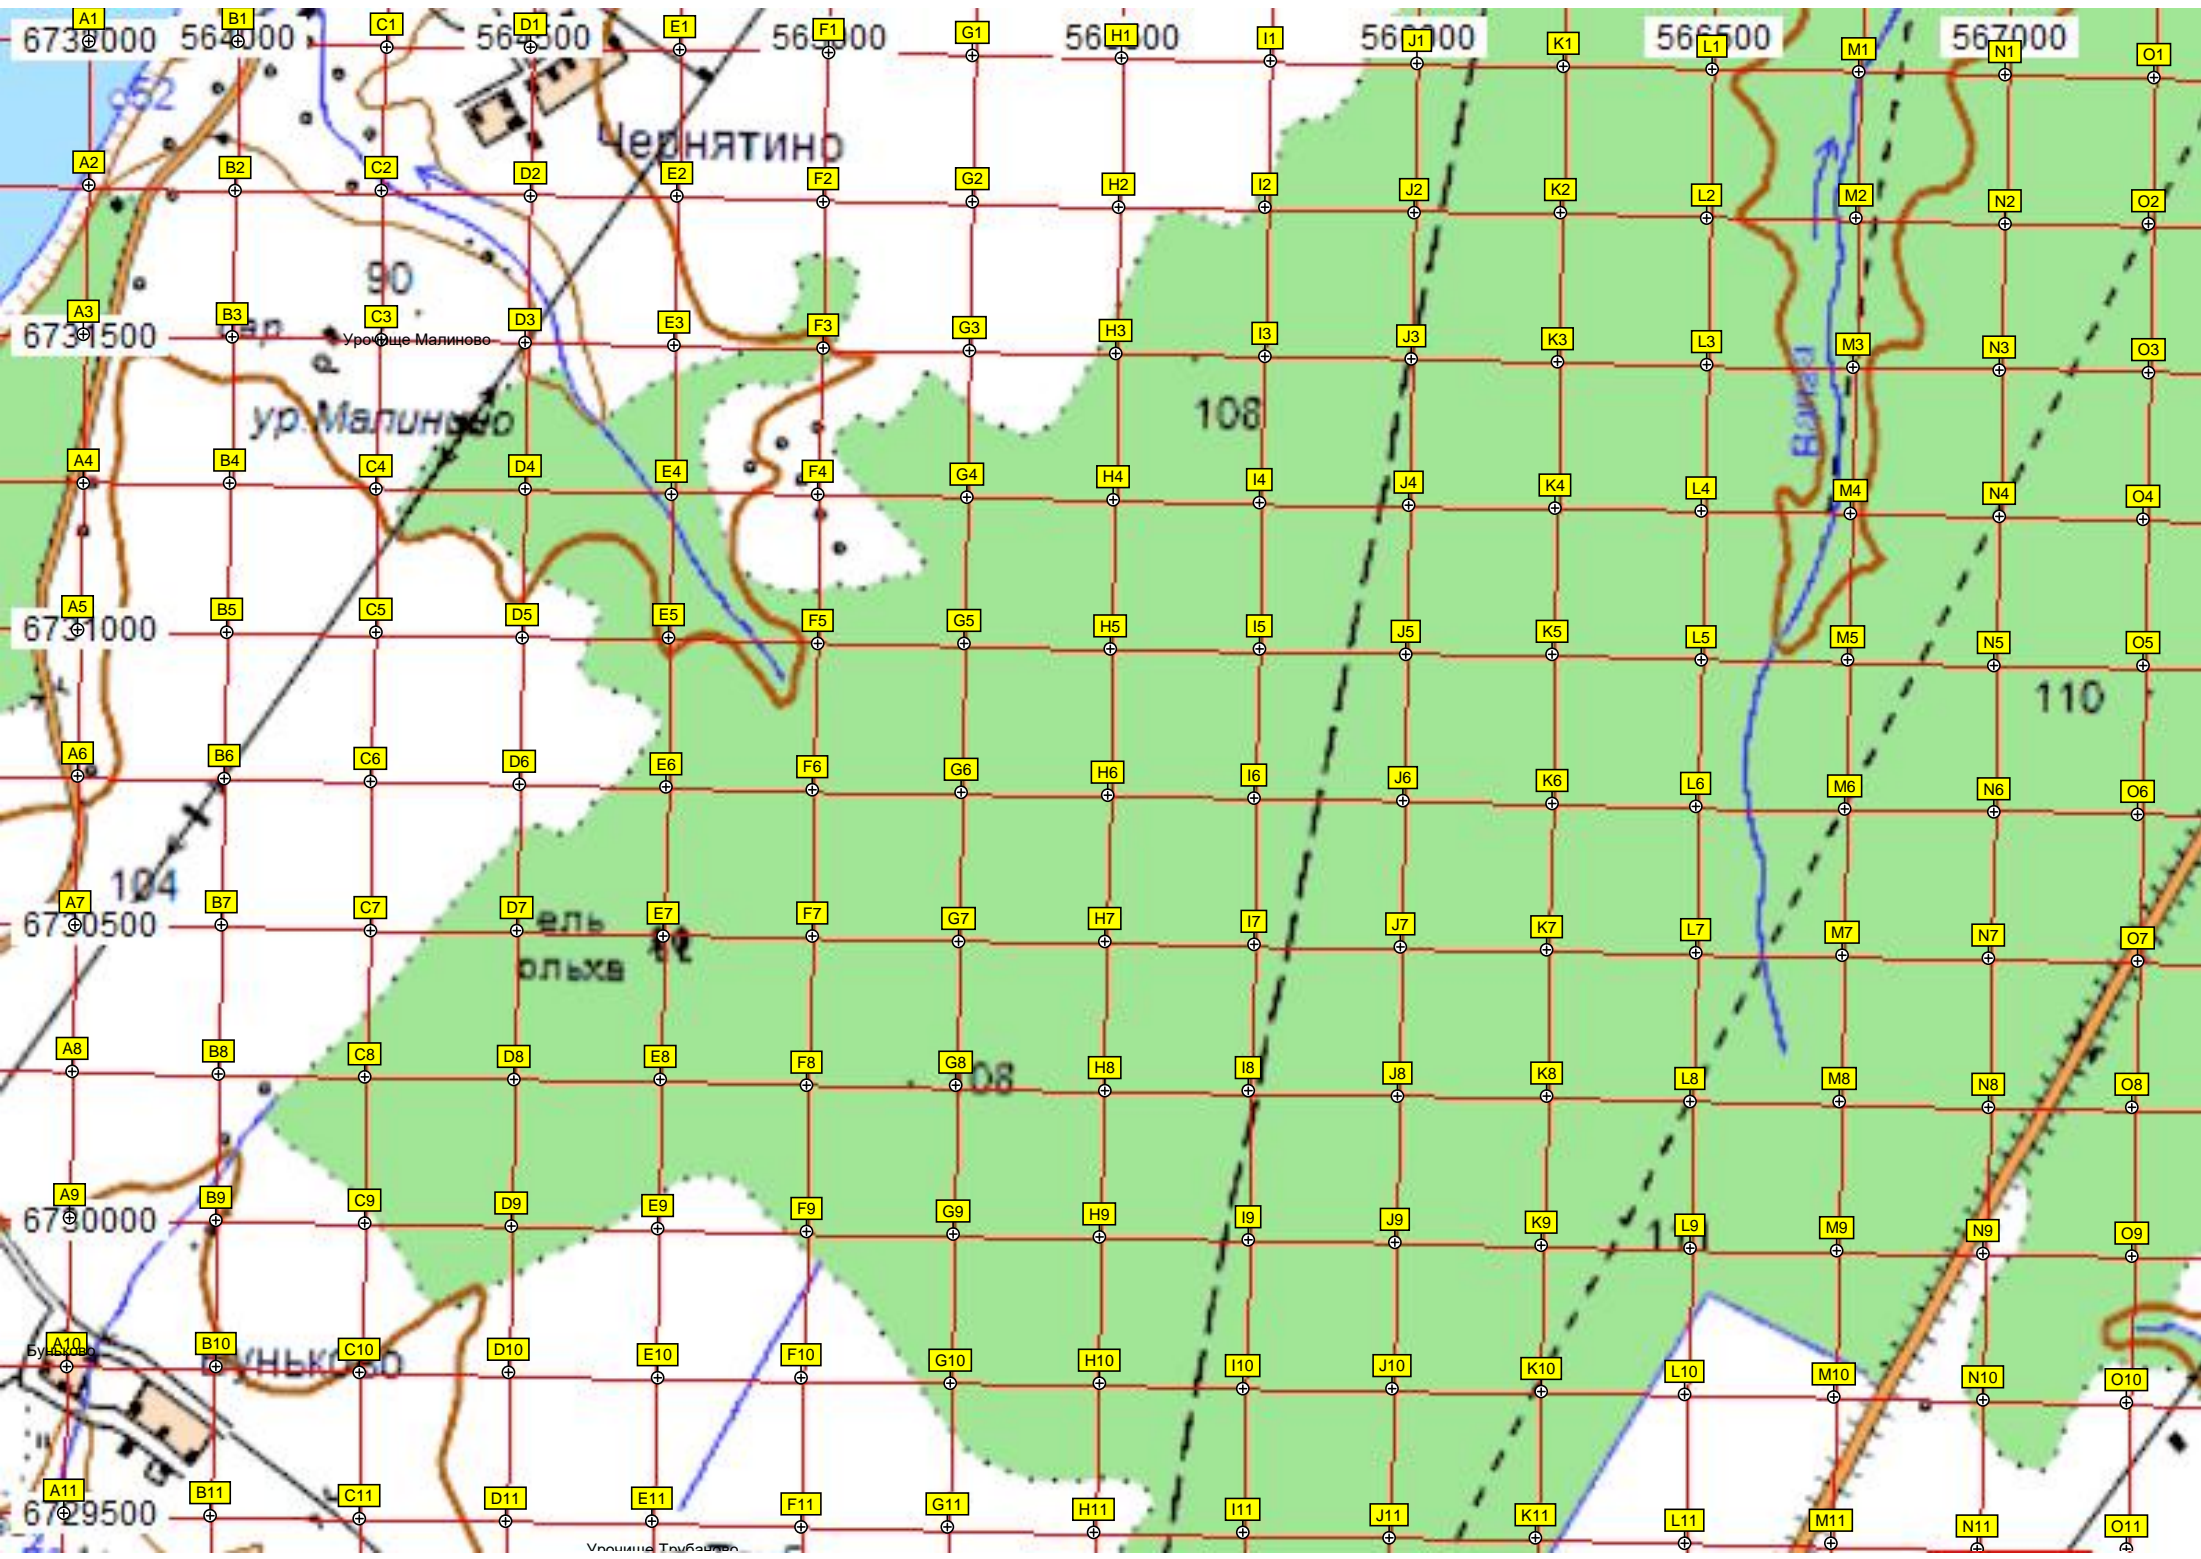 A1 B1 C1 D1 E1 F1 G1 H1 I1 J1 K1 L1 M1 N1 O1
6732000 564000 564500 565000 566500 567000
Чернятино
A2 B2 C2 D2 E2 F2 G2 H2 I2 J2 K2 L2 M2 N2 O2
90
A3 B3 C3 D3 E3 F3 G3 H3 I3 J3 K3 L3 M3 N3 O3
6731500
Урочище Малиново
ур.Малиново
108
A4 B4 C4 D4 E4 F4 G4 H4 I4 J4 K4 L4 M4 N4 O4
A5 B5 C5 D5 E5 F5 G5 H5 I5 J5 K5 L5 M5 N5 O5
6731000
110
A6 B6 C6 D6 E6 F6 G6 H6 I6 J6 K6 L6 M6 N6 O6
104
A7 B7 C7 D7 E7 F7 G7 H7 I7 J7 K7 L7 M7 N7 O7
6730500
ель
ольха
A8 B8 C8 D8 E8 F8 G8 H8 I8 J8 K8 L8 M8 N8 O8
08
A9 B9 C9 D9 E9 F9 G9 H9 I9 J9 K9 L9 M9 N9 O9
6730000
A10 B10 C10 D10 E10 F10 G10 H10 I10 J10 K10 L10 M10 N10 O10
Буньково
Буньково
A11 B11 C11 D11 E11 F11 G11 H11 I11 J11 K11 L11 M11 N11 O11
6729500
Урочище Трубаново